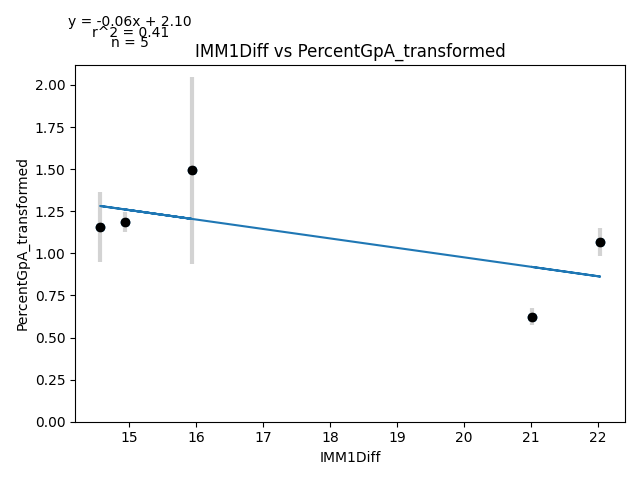 y = -0.06x + 2.10
r^2 = 0.41
n = 5
IMM1Diff vs PercentGpA_transformed
2.00
1.75
1.50
1.25
1.00
0.75
0.50
0.25
0.00
PercentGpA_transformed
15 16 17 18 19 20 21 22
IMM1Diff